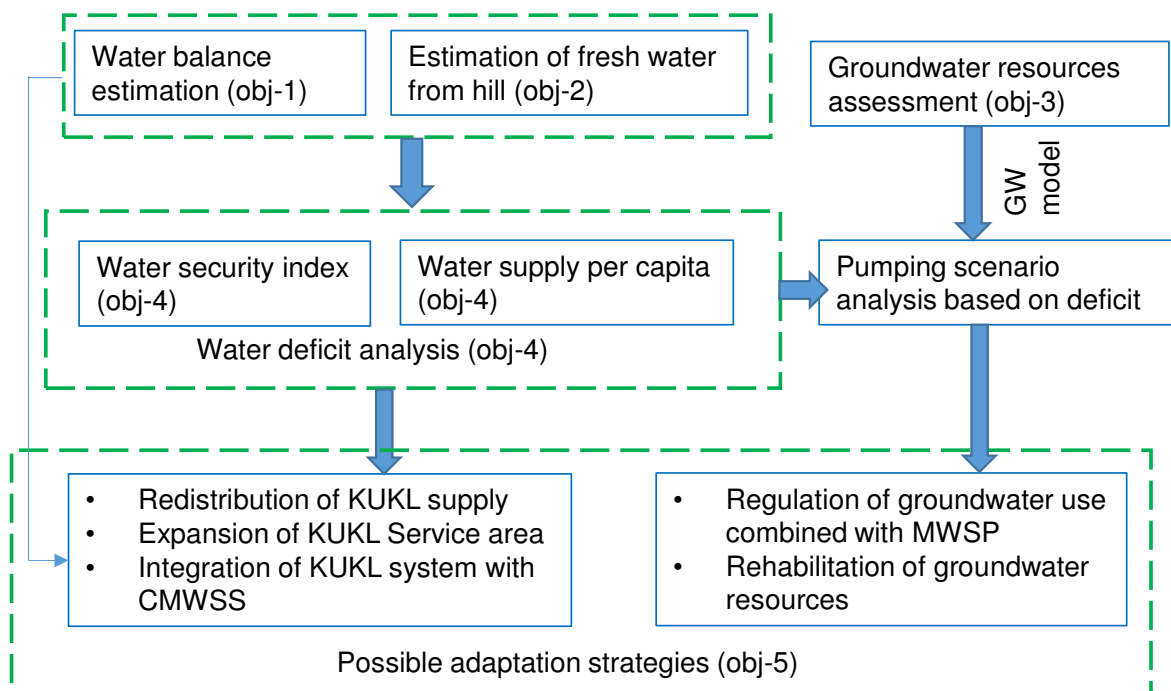 Water balance
estimation (obj-1)
Estimation of fresh water
from hill (obj-2)
Groundwater resources
assessment (obj-3)
GW
model
Water security index
(obj-4)
Water supply per capita
(obj-4)
Water deficit analysis (obj-4)
Pumping scenario
analysis based on deficit
• Redistribution of KUKL supply
• Expansion of KUKL Service area
• Integration of KUKL system with
CMWSS
• Regulation of groundwater use
combined with MWSP
• Rehabilitation of groundwater
resources
Possible adaptation strategies (obj-5)